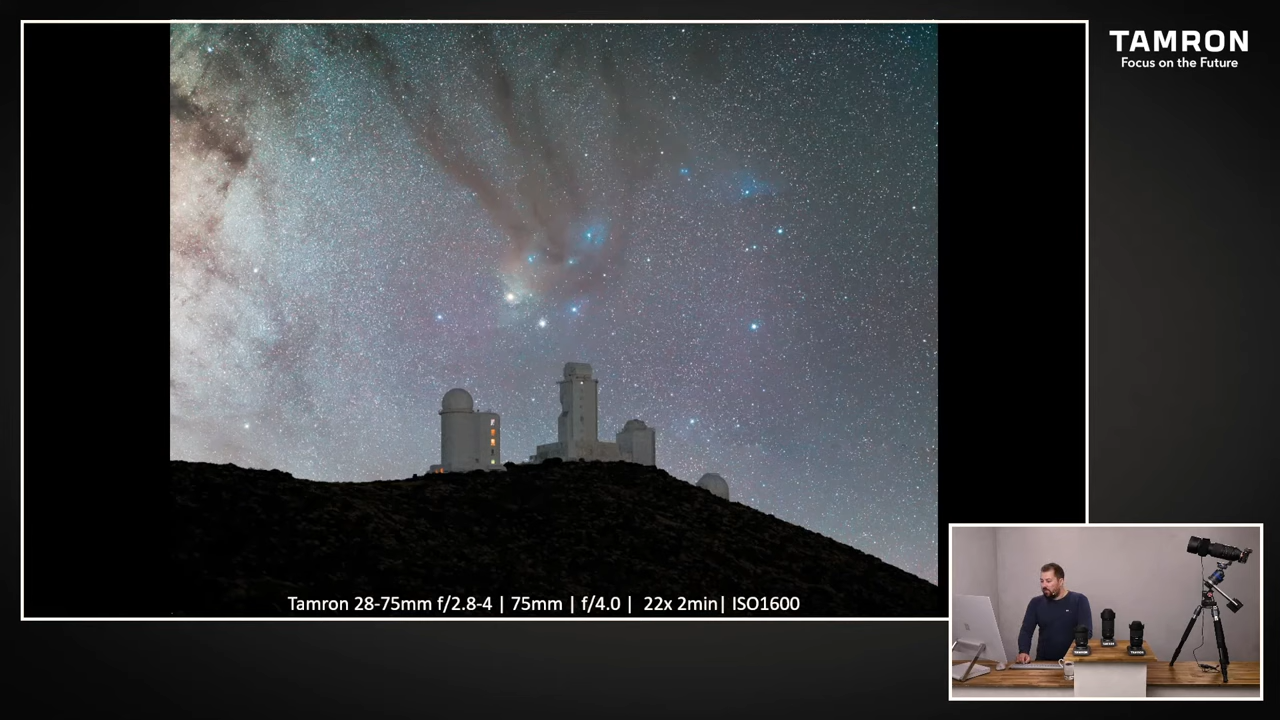 TAMRON
Focus on the Future
Tamron 28-75mm f/2.8-4 | 75mm | f/4.0 | 22x 2min| ISO1600